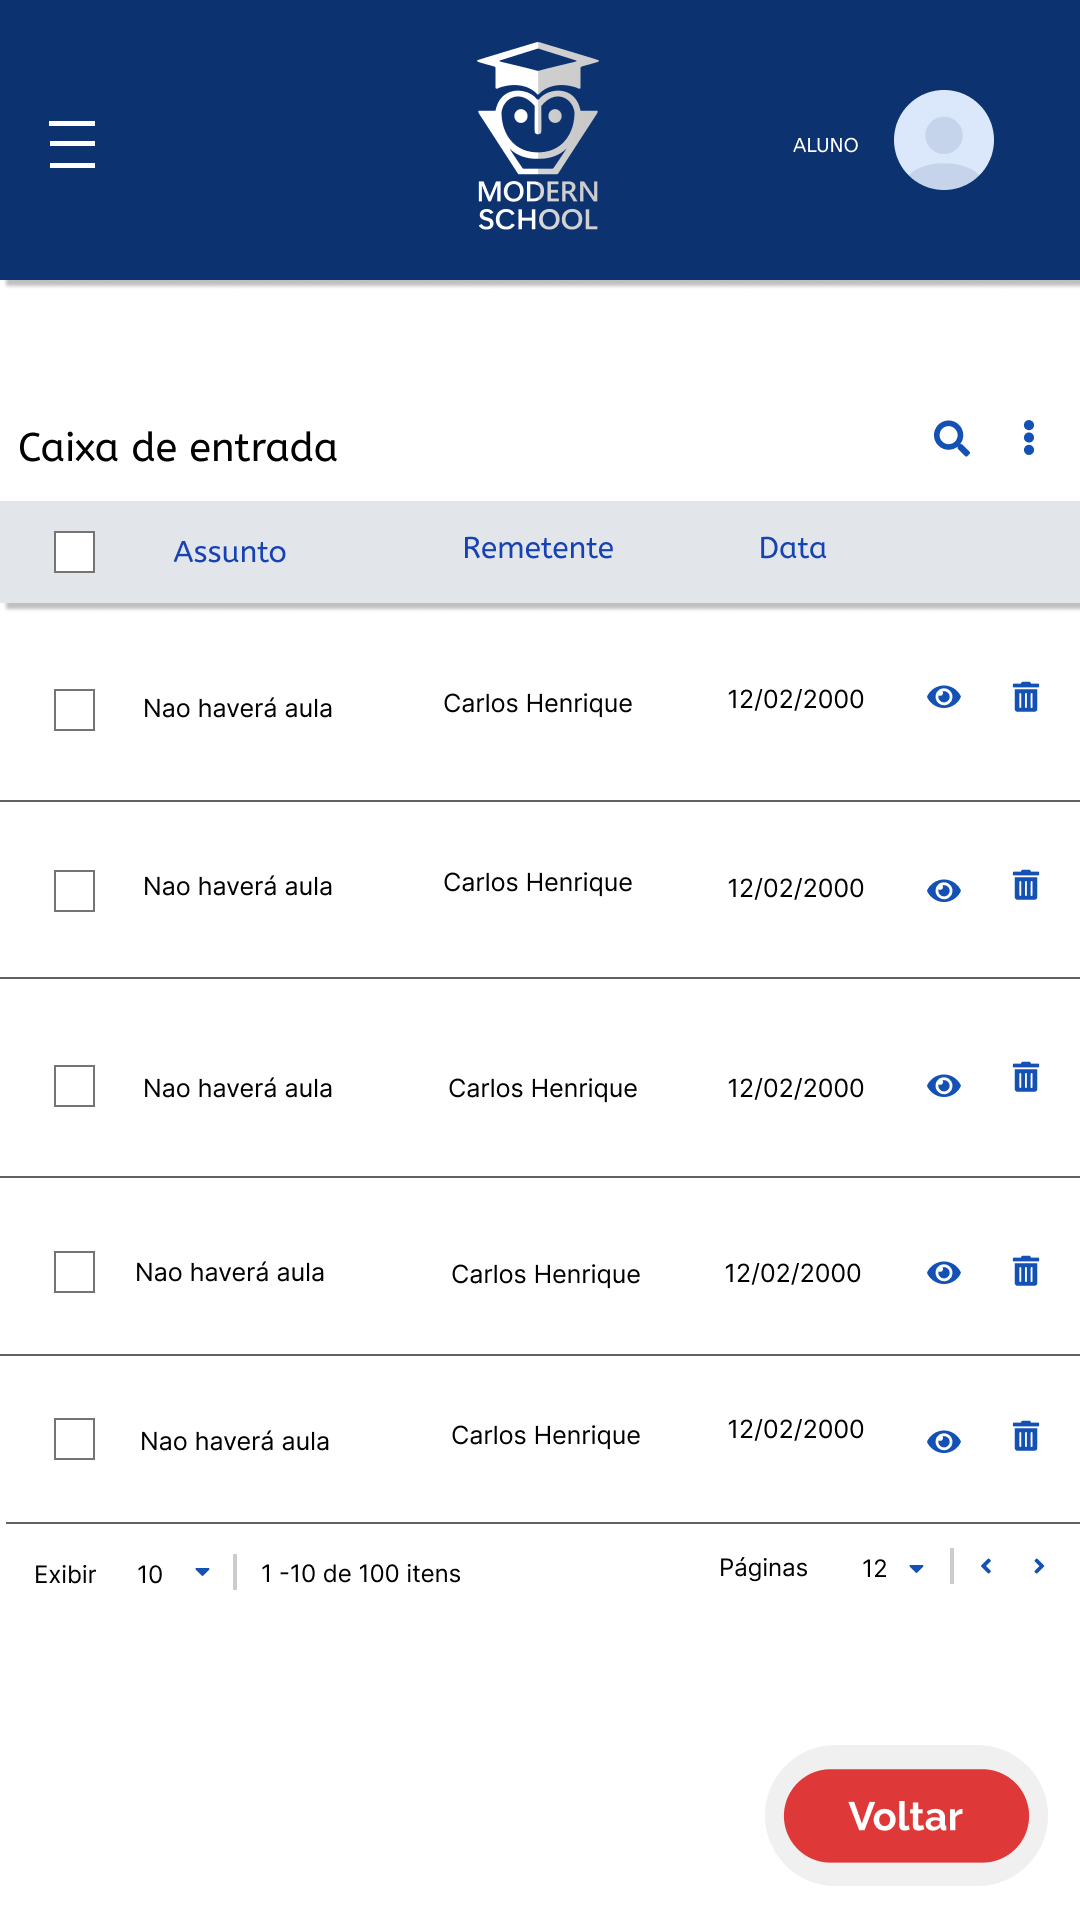 MODERN
SCHOOL
ALUNO
Caixa de entrada
Assunto Remetente Data
Nao haverá aula Carlos Henrique 12/02/2000
Nao haverá aula Carlos Henrique 12/02/2000
Nao haverá aula Carlos Henrique 12/02/2000
Nao haverá aula Carlos Henrique 12/02/2000
Nao haverá aula Carlos Henrique 12/02/2000
Exibir 10 1 -10 de 100 itens Páginas 12
Voltar